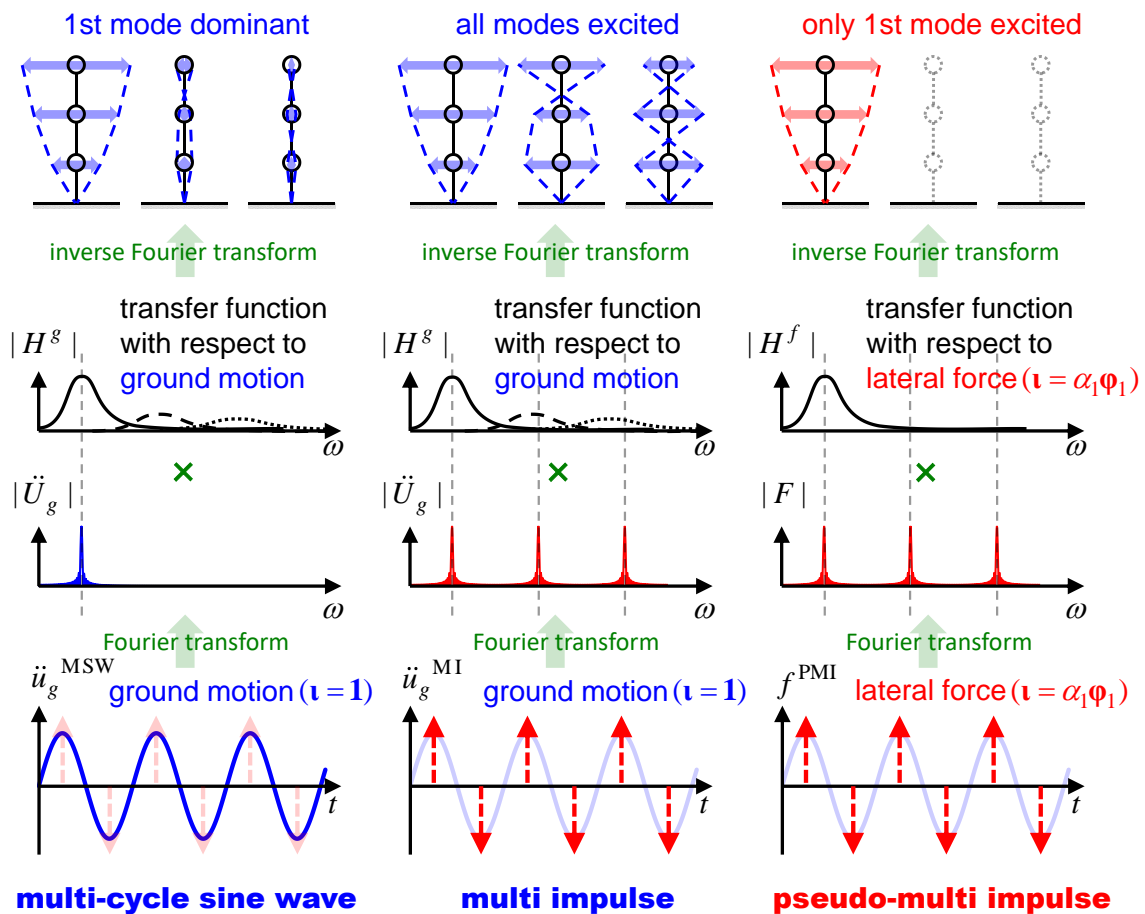 1st mode dominant
all modes excited
only 1st mode excited
inverse Fourier transform
inverse Fourier transform
inverse Fourier transform
transfer function
with respect to
ground motion
|H^g|
ω
transfer function
with respect to
ground motion
|H^g|
ω
transfer function
with respect to
lateral force (ι = α₁φ₁)
|H^f|
ω
×
×
×
|Ü_g|
ω
|Ü_g|
ω
|F|
ω
Fourier transform
Fourier transform
Fourier transform
ü_g^MSW
ground motion (ι = 1)
t
ü_g^MI
ground motion (ι = 1)
t
f^PMI
lateral force (ι = α₁φ₁)
t
multi-cycle sine wave
multi impulse
pseudo-multi impulse